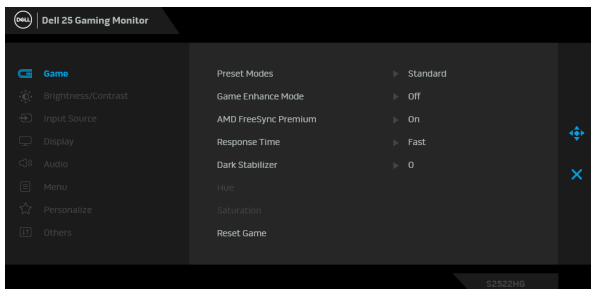 DELL Dell 25 Gaming Monitor
Game
Brightness/Contrast
Input Source
Display
Audio
Menu
Personalize
Others
Preset Modes Standard
Game Enhance Mode Off
AMD FreeSync Premium On
Response Time Fast
Dark Stabilizer 0
Hue
Saturation
Reset Game
S2522HG